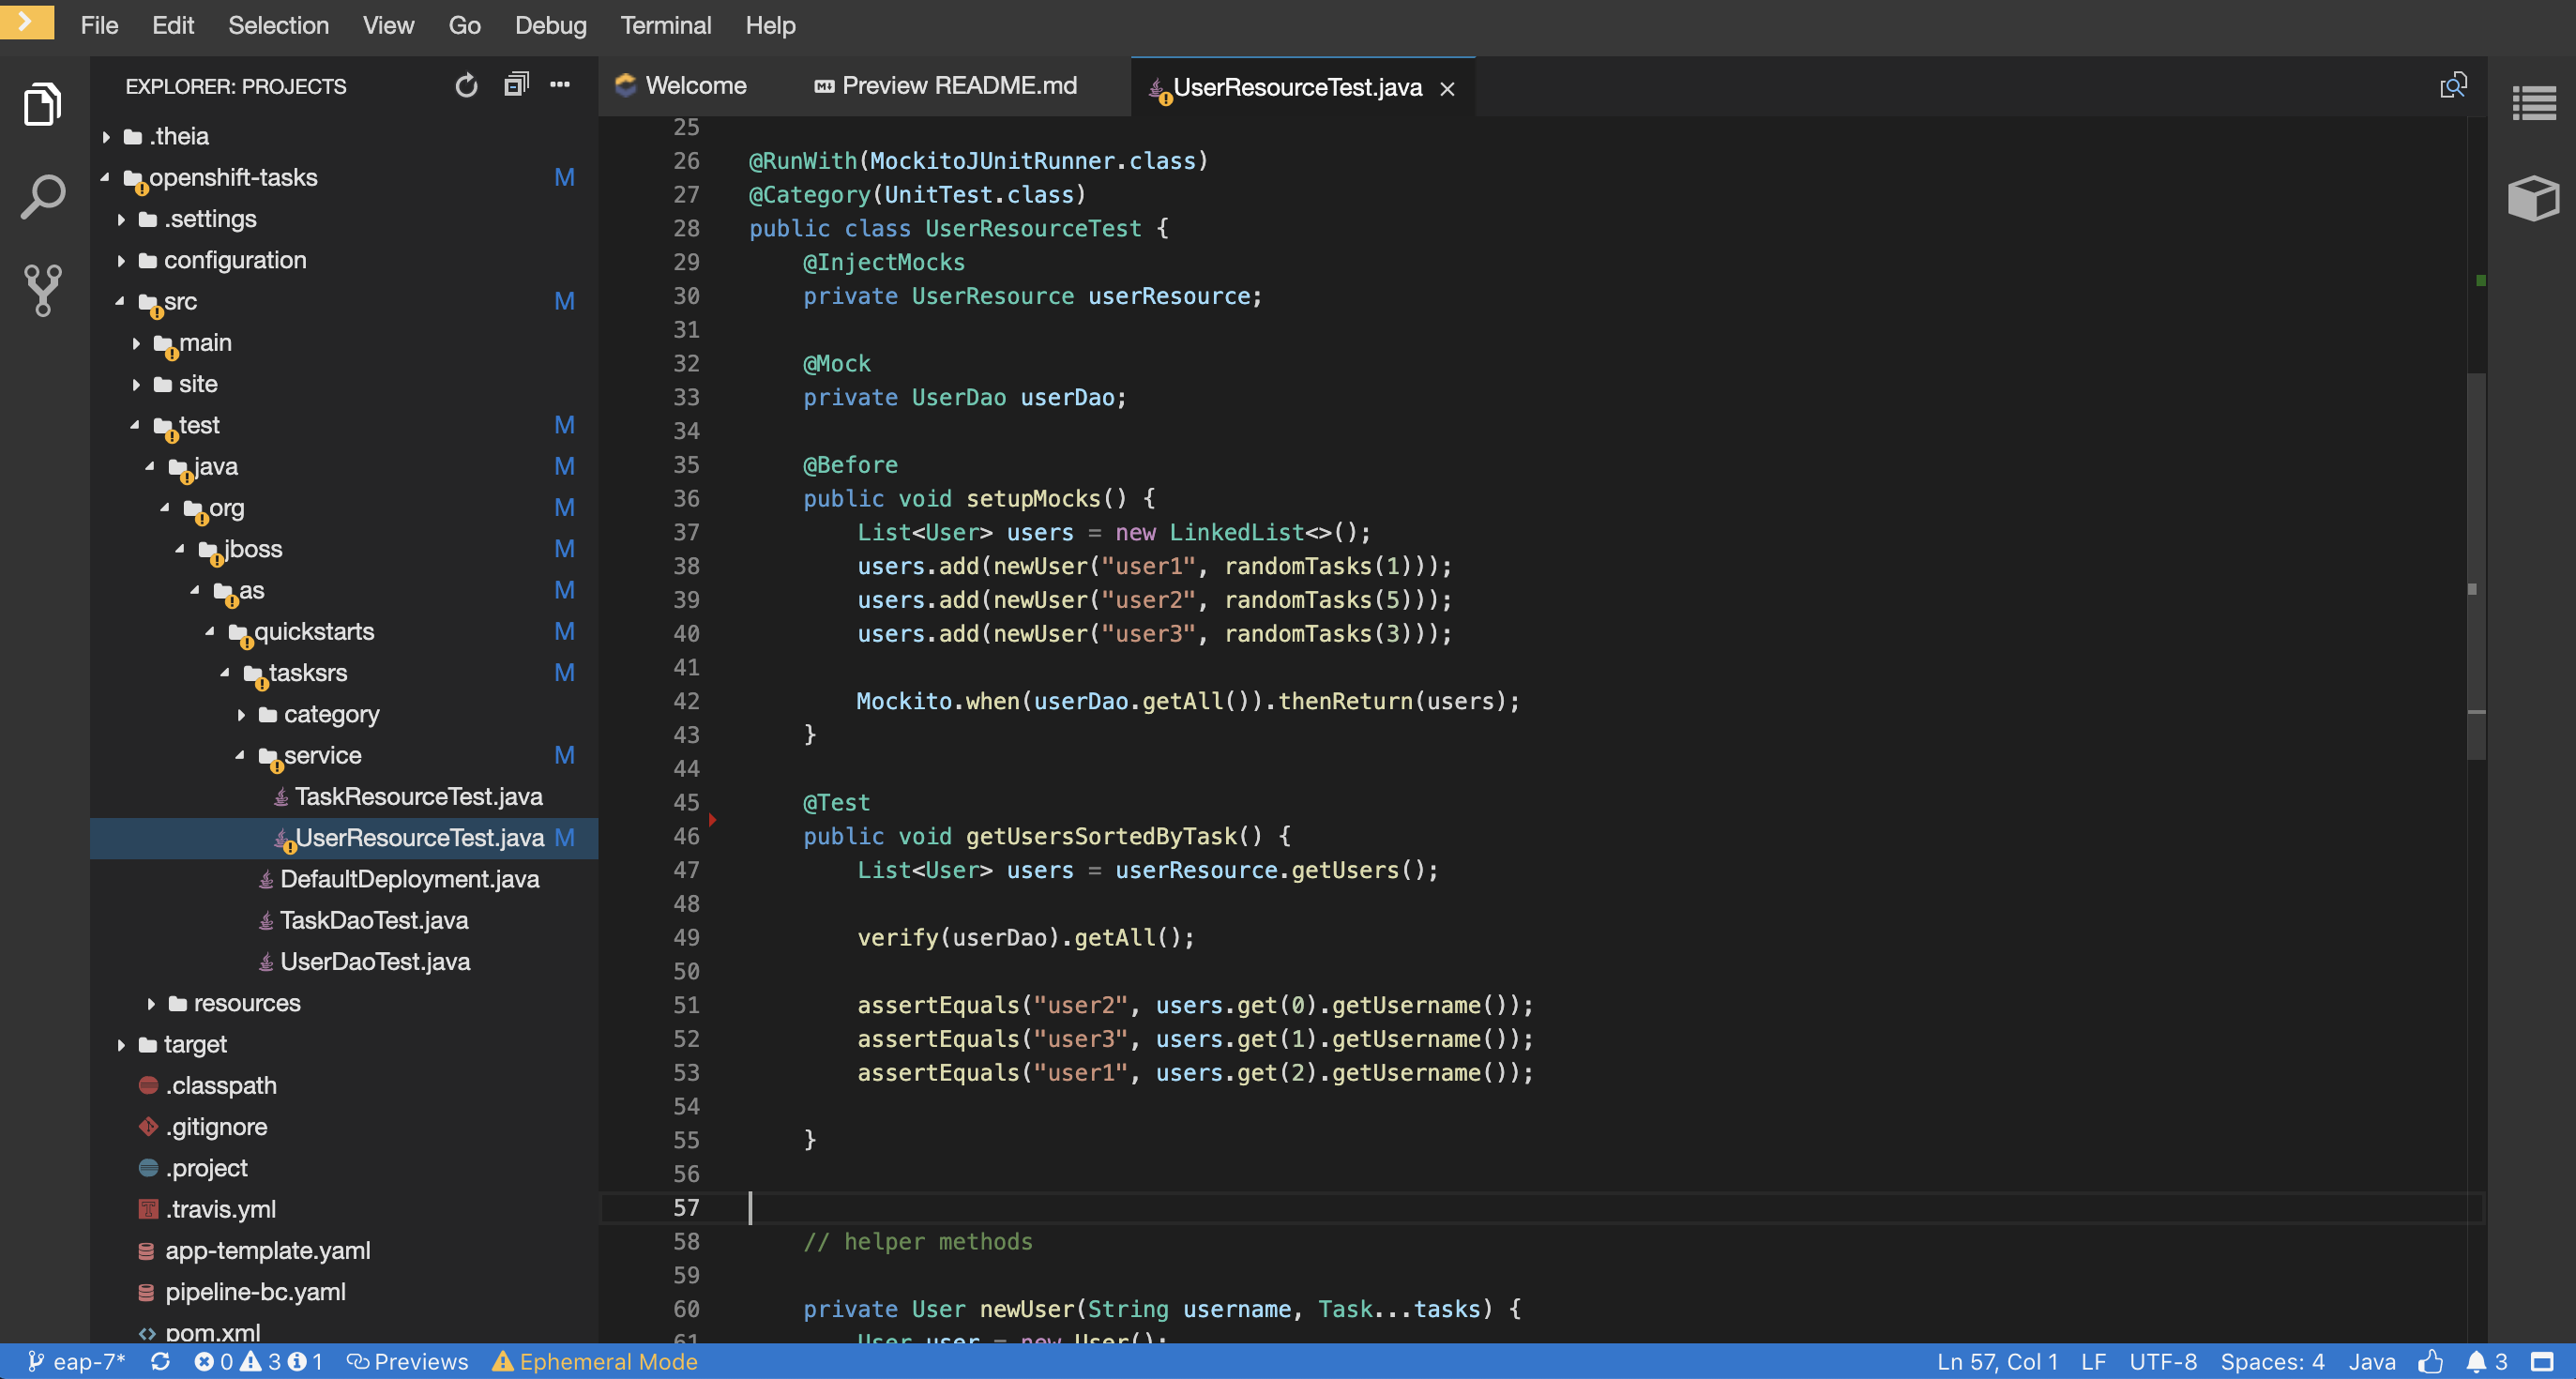 File Edit Selection View Go Debug Terminal Help
EXPLORER: PROJECTS
.theia
openshift-tasks M
.settings
configuration
src M
main
site
test M
java M
org M
jboss M
as M
quickstarts M
tasksrs M
category
service M
TaskResourceTest.java
UserResourceTest.java M
DefaultDeployment.java
TaskDaoTest.java
UserDaoTest.java
resources
target
.classpath
.gitignore
.project
.travis.yml
app-template.yaml
pipeline-bc.yaml
pom.xml
Welcome Preview README.md UserResourceTest.java
25
26 @RunWith(MockitoJUnitRunner.class)
27 @Category(UnitTest.class)
28 public class UserResourceTest {
29 @InjectMocks
30 private UserResource userResource;
31
32 @Mock
33 private UserDao userDao;
34
35 @Before
36 public void setupMocks() {
37 List<User> users = new LinkedList<>();
38 users.add(newUser("user1", randomTasks(1)));
39 users.add(newUser("user2", randomTasks(5)));
40 users.add(newUser("user3", randomTasks(3)));
41
42 Mockito.when(userDao.getAll()).thenReturn(users);
43 }
44
45 @Test
46 public void getUsersSortedByTask() {
47 List<User> users = userResource.getUsers();
48
49 verify(userDao).getAll();
50
51 assertEquals("user2", users.get(0).getUsername());
52 assertEquals("user3", users.get(1).getUsername());
53 assertEquals("user1", users.get(2).getUsername());
54
55 }
56
57
58 // helper methods
59
60 private User newUser(String username, Task...tasks) {
61 User user = new User();
eap-7* 0 3 1 Previews Ephemeral Mode Ln 57, Col 1 LF UTF-8 Spaces: 4 Java 3